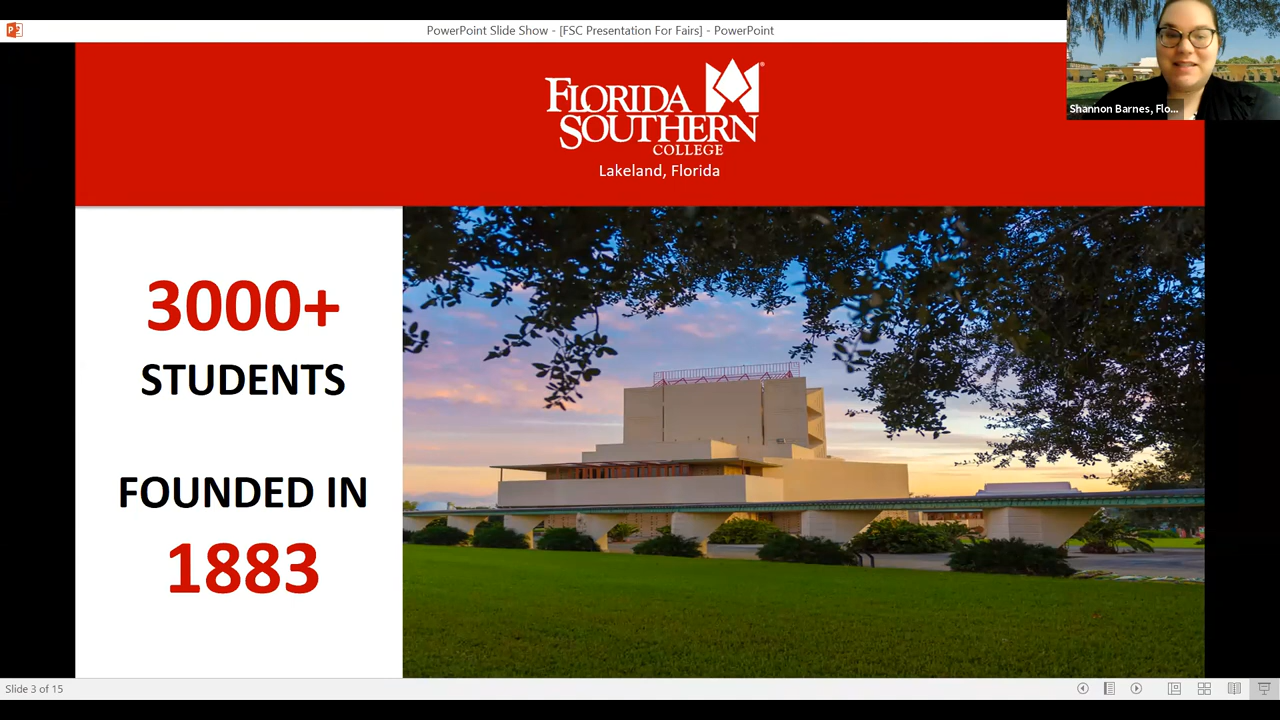 PowerPoint Slide Show - [FSC Presentation For Fairs] - PowerPoint
Shannon Barnes, Flo...
FLORIDA
SOUTHERN
COLLEGE
Lakeland, Florida
3000+
STUDENTS
FOUNDED IN
1883
Slide 3 of 15